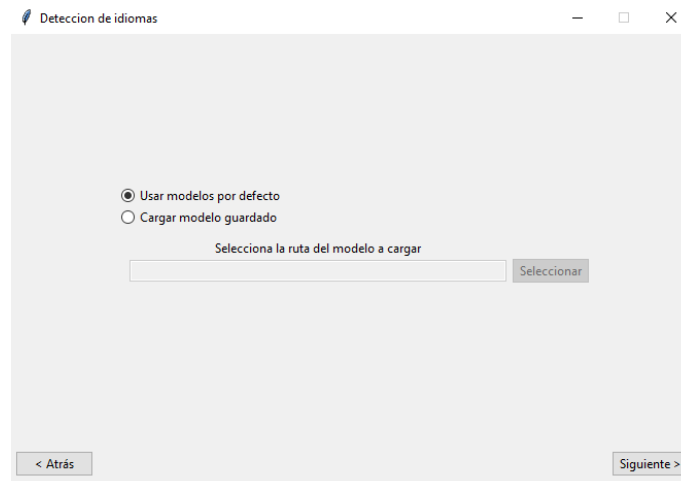 Deteccion de idiomas
Usar modelos por defecto
Cargar modelo guardado
Selecciona la ruta del modelo a cargar
Seleccionar
< Atrás
Siguiente >